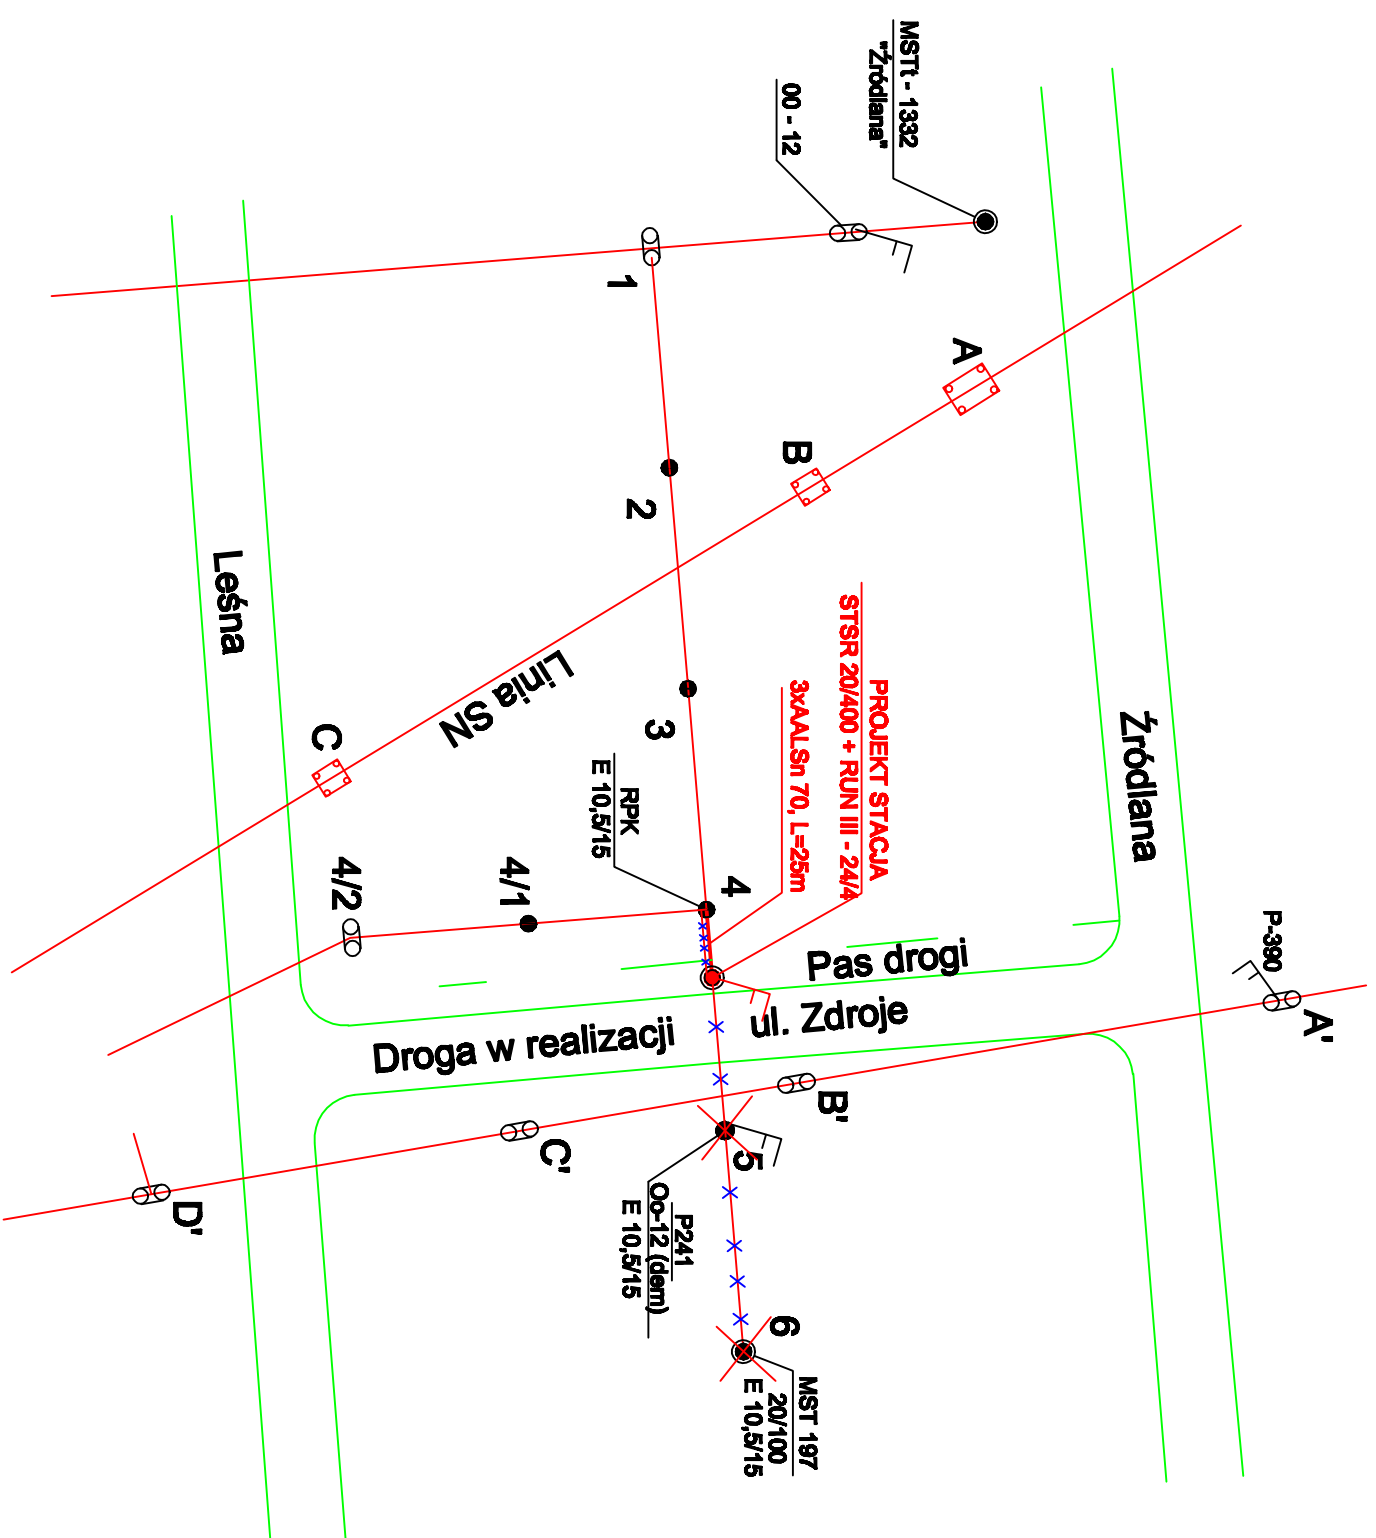 MSTt - 1332
"Źródlana"
00 - 12
1
A
B
2
Leśna
Linia SN
3
C
PROJEKT STACJA
STSR 20/400 + RUN III - 24/4
3xAALSn 70, L=25m
Źródlana
RPK
E 10,5/15
4
4/1
4/2
P-390
A'
Pas drogi
ul. Zdroje
Droga w realizacji
B'
C'
D'
5
P241
Oo-12 (dem)
E 10,5/15
6
MST 197
20/100
E 10,5/15